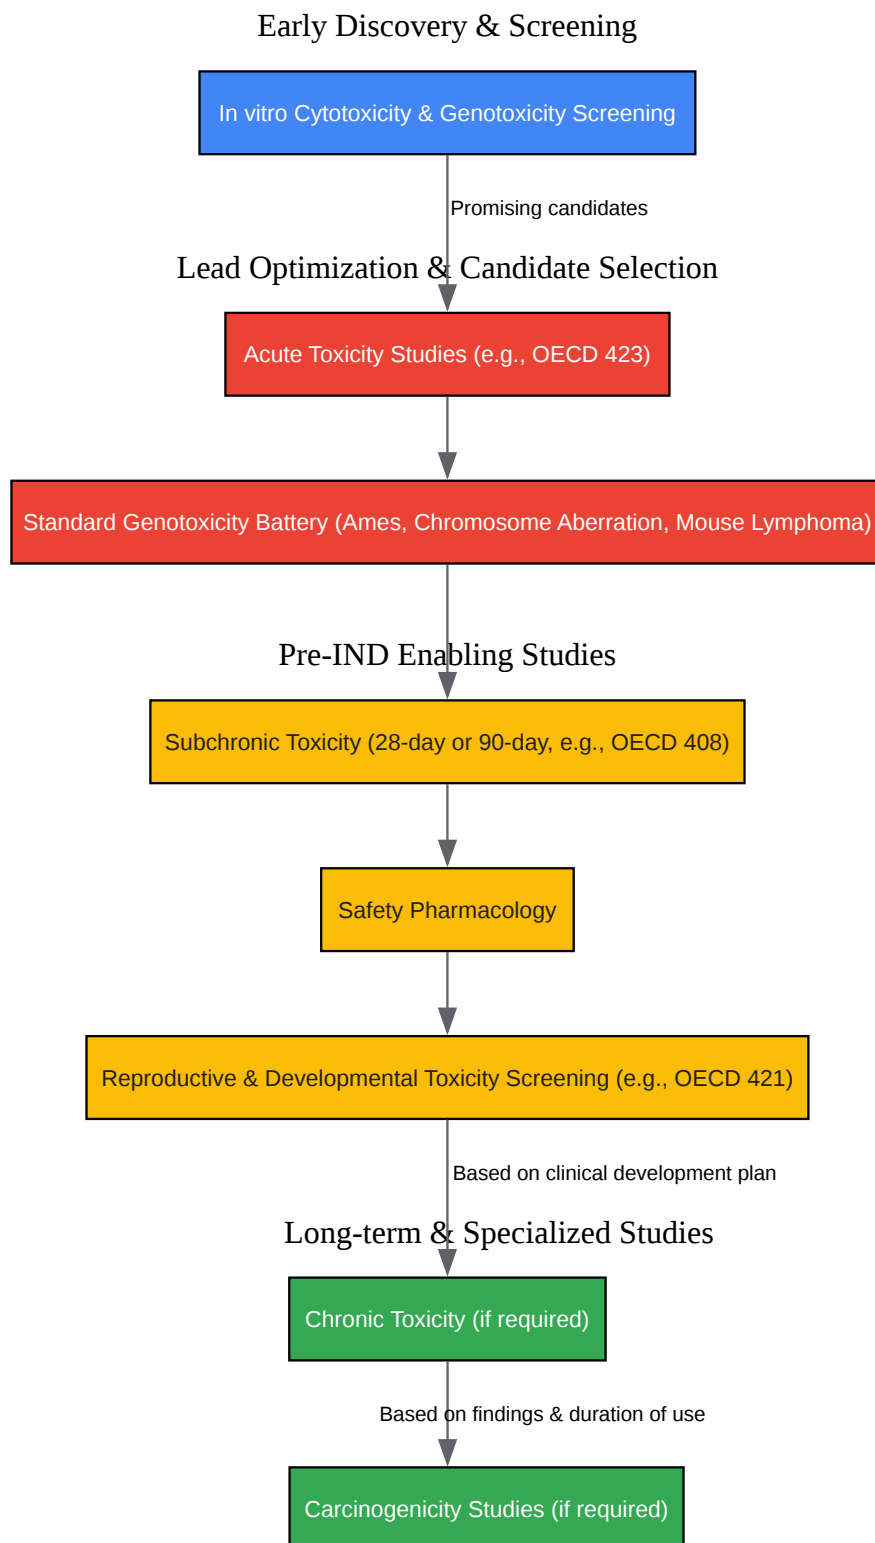 Early Discovery & Screening
In vitro Cytotoxicity & Genotoxicity Screening
Promising candidates
Lead Optimization & Candidate Selection
Acute Toxicity Studies (e.g., OECD 423)
Standard Genotoxicity Battery (Ames, Chromosome Aberration, Mouse Lymphoma)
Pre-IND Enabling Studies
Subchronic Toxicity (28-day or 90-day, e.g., OECD 408)
Safety Pharmacology
Reproductive & Developmental Toxicity Screening (e.g., OECD 421)
Based on clinical development plan
Long-term & Specialized Studies
Chronic Toxicity (if required)
Based on findings & duration of use
Carcinogenicity Studies (if required)